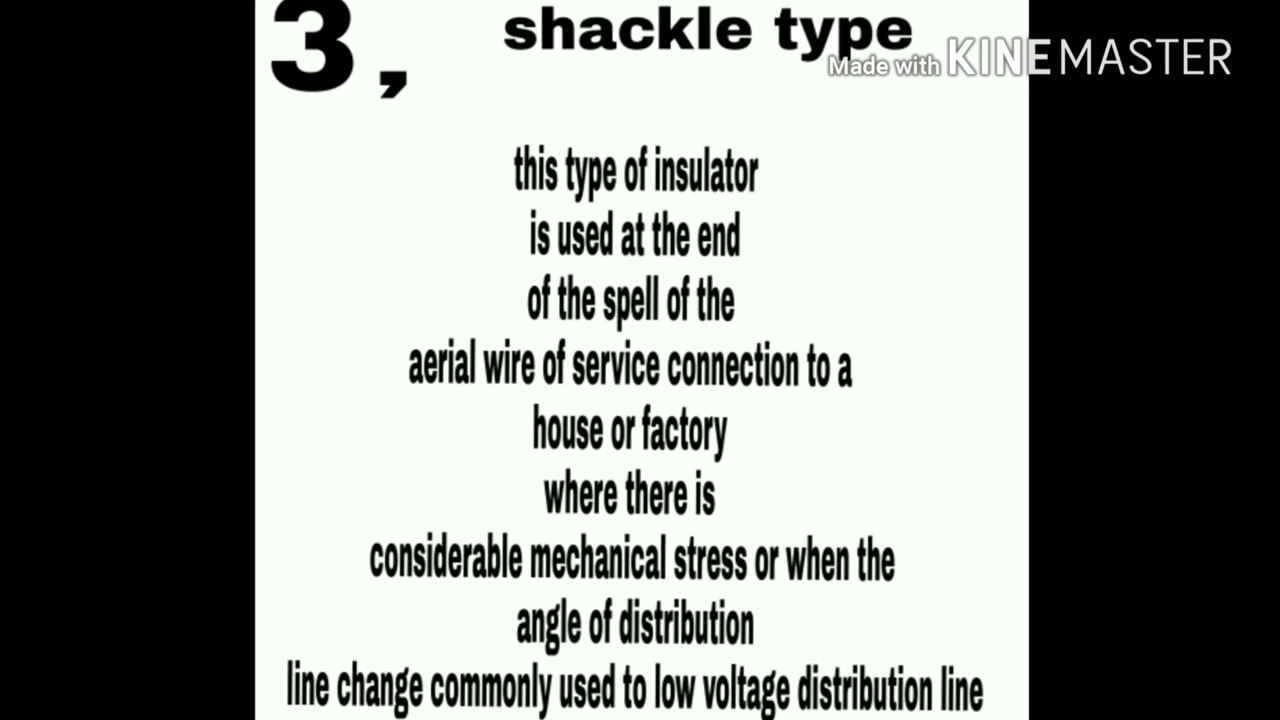 3, shackle type
Made with KINEMASTER
this type of insulator
is used at the end
of the spell of the
aerial wire of service connection to a
house or factory
where there is
considerable mechanical stress or when the
angle of distribution
line change commonly used to low voltage distribution line